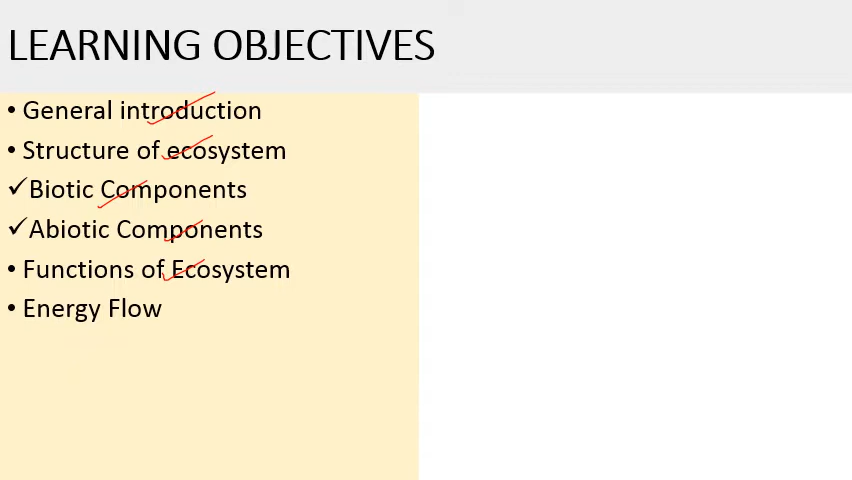 LEARNING OBJECTIVES
• General introduction
• Structure of ecosystem
✓Biotic Components
✓Abiotic Components
• Functions of Ecosystem
• Energy Flow